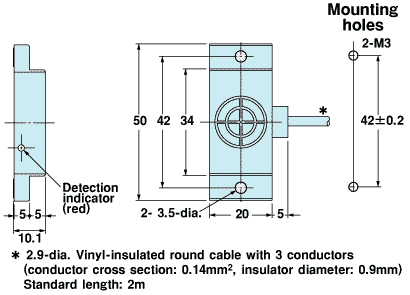 Mounting
holes
2-M3
*
50
42
34
42±0.2
Detection
indicator
(red)
2- 3.5-dia.
5
5
20
5
10.1
* 2.9-dia. Vinyl-insulated round cable with 3 conductors
(conductor cross section: 0.14mm², insulator diameter: 0.9mm)
Standard length: 2m